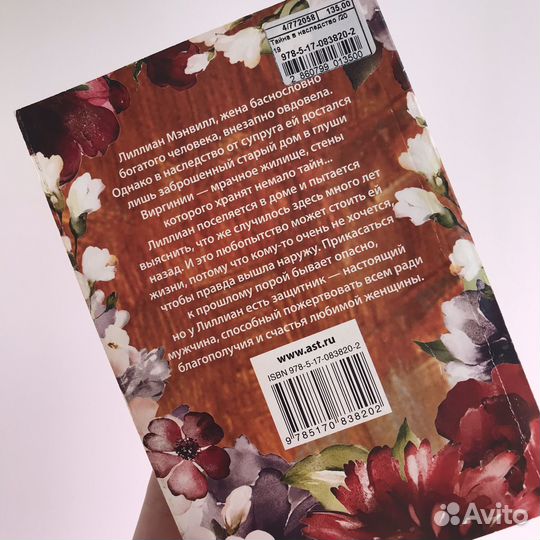 4/772058 135,00
Тайна в наследство /20
19
978-5-17-083820-2
2 860799 013500
Лиллиан Мэнвилл, жена баснословно
богатого человека, внезапно овдовела.
Однако в наследство от супруга ей достался
лишь заброшенный старый дом в глуши
Виргинии — мрачное жилище, стены
которого хранят немало тайн...
Лиллиан поселяется в доме и пытается
выяснить, что же случилось здесь много лет
назад. И это любопытство может стоить ей
жизни, потому что кому-то очень не хочется,
чтобы правда вышла наружу. Прикасаться
к прошлому порой бывает опасно,
но у Лиллиан есть защитник — настоящий
мужчина, способный пожертвовать всем ради
благополучия и счастья любимой женщины.
www.ast.ru
ISBN 978-5-17-083820-2
9 785170 838202
Avito